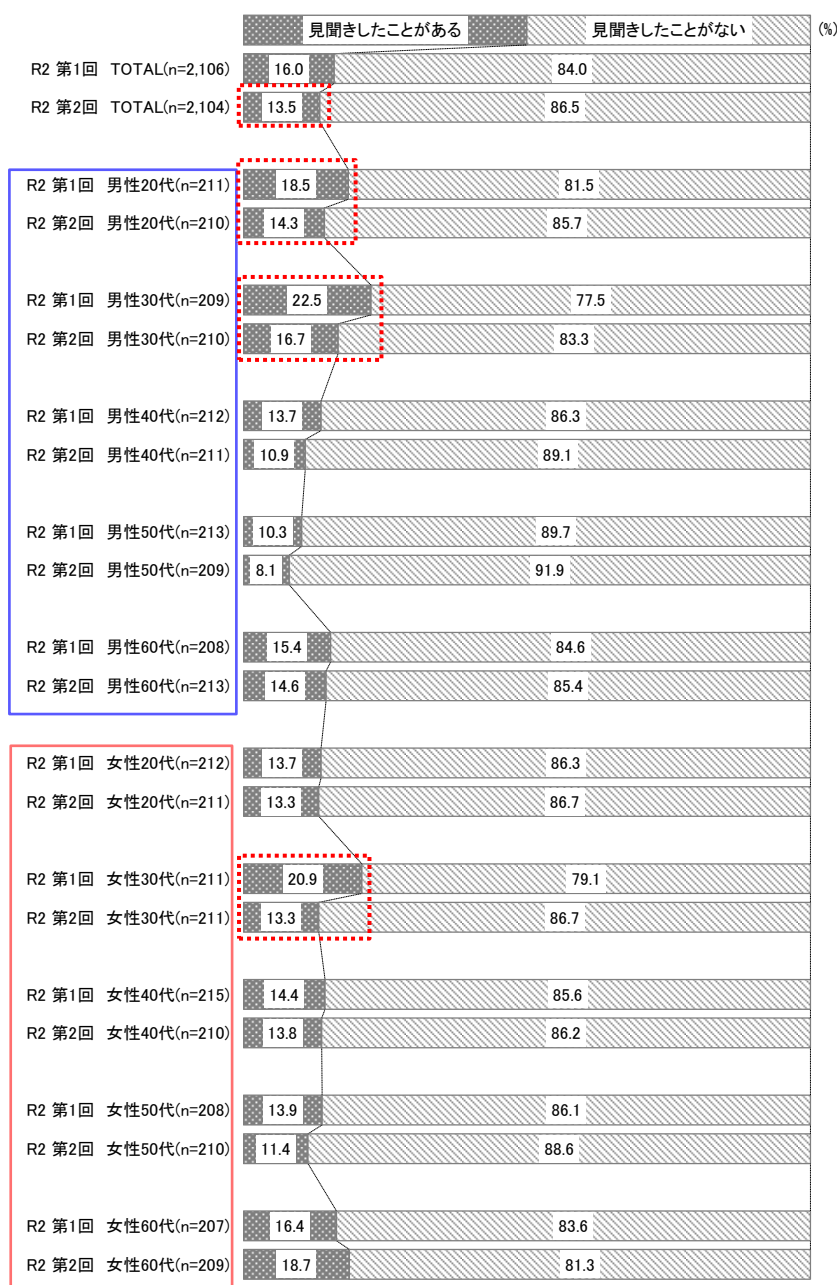 見聞きしたことがある 見聞きしたことがない (%)
R2 第1回 TOTAL(n=2,106) 16.0 84.0
R2 第2回 TOTAL(n=2,104) 13.5 86.5
R2 第1回 男性20代(n=211) 18.5 81.5
R2 第2回 男性20代(n=210) 14.3 85.7
R2 第1回 男性30代(n=209) 22.5 77.5
R2 第2回 男性30代(n=210) 16.7 83.3
R2 第1回 男性40代(n=212) 13.7 86.3
R2 第2回 男性40代(n=211) 10.9 89.1
R2 第1回 男性50代(n=213) 10.3 89.7
R2 第2回 男性50代(n=209) 8.1 91.9
R2 第1回 男性60代(n=208) 15.4 84.6
R2 第2回 男性60代(n=213) 14.6 85.4
R2 第1回 女性20代(n=212) 13.7 86.3
R2 第2回 女性20代(n=211) 13.3 86.7
R2 第1回 女性30代(n=211) 20.9 79.1
R2 第2回 女性30代(n=211) 13.3 86.7
R2 第1回 女性40代(n=215) 14.4 85.6
R2 第2回 女性40代(n=210) 13.8 86.2
R2 第1回 女性50代(n=208) 13.9 86.1
R2 第2回 女性50代(n=210) 11.4 88.6
R2 第1回 女性60代(n=207) 16.4 83.6
R2 第2回 女性60代(n=209) 18.7 81.3